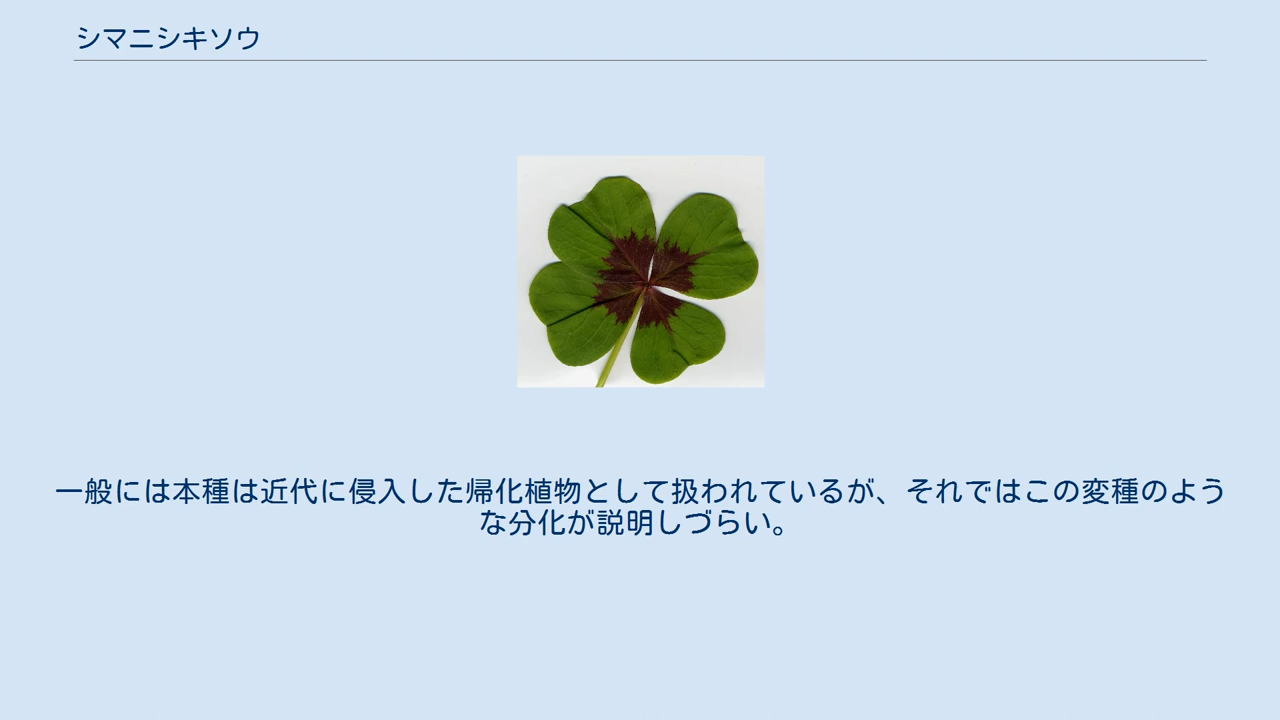 シマニシキソウ
一般には本種は近代に侵入した帰化植物として扱われているが、それではこの変種のよう
な分化が説明しづらい。